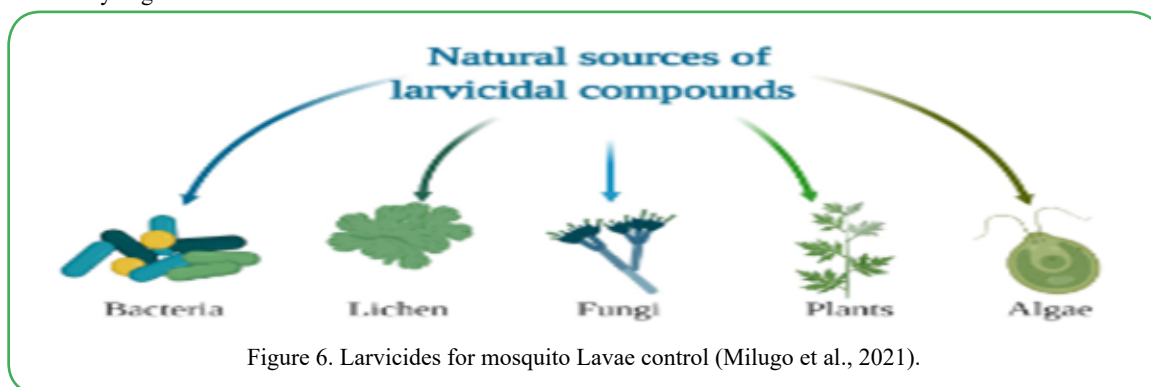 Natural sources of
larvicidal compounds
Bacteria
Lichen
Fungi
Plants
Algae
Figure 6. Larvicides for mosquito Lavae control (Milugo et al., 2021).